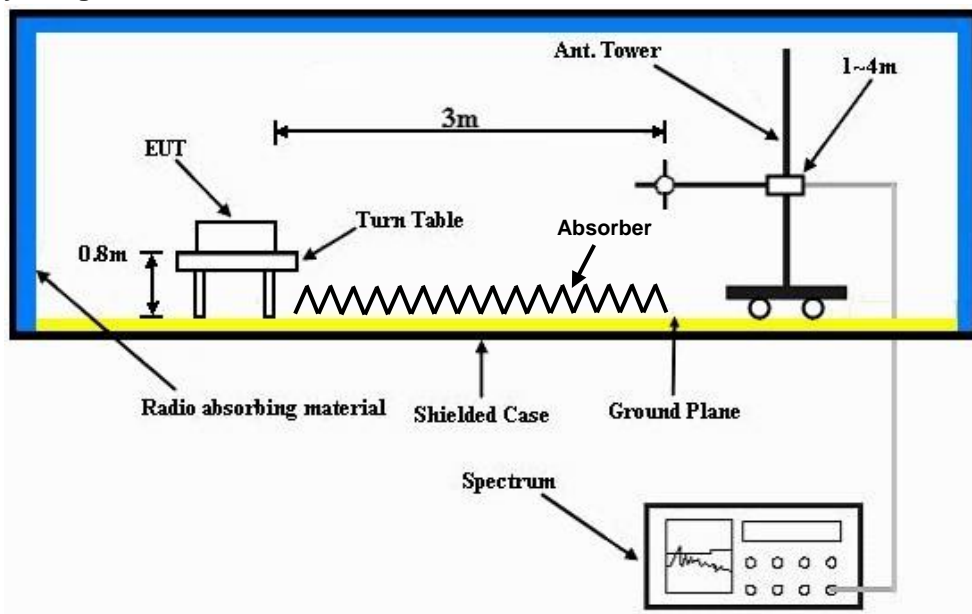 Ant. Tower
1~4m
3m
EUT
Turn Table
Absorber
0.8m
Radio absorbing material
Shielded Case
Ground Plane
Spectrum